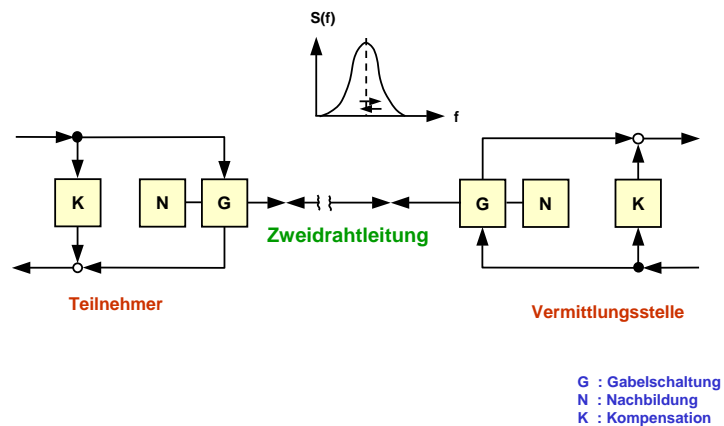 S(f)
f
K
N
G
G
N
K
Zweidrahtleitung
Teilnehmer
Vermittlungsstelle
G : Gabelschaltung
N : Nachbildung
K : Kompensation